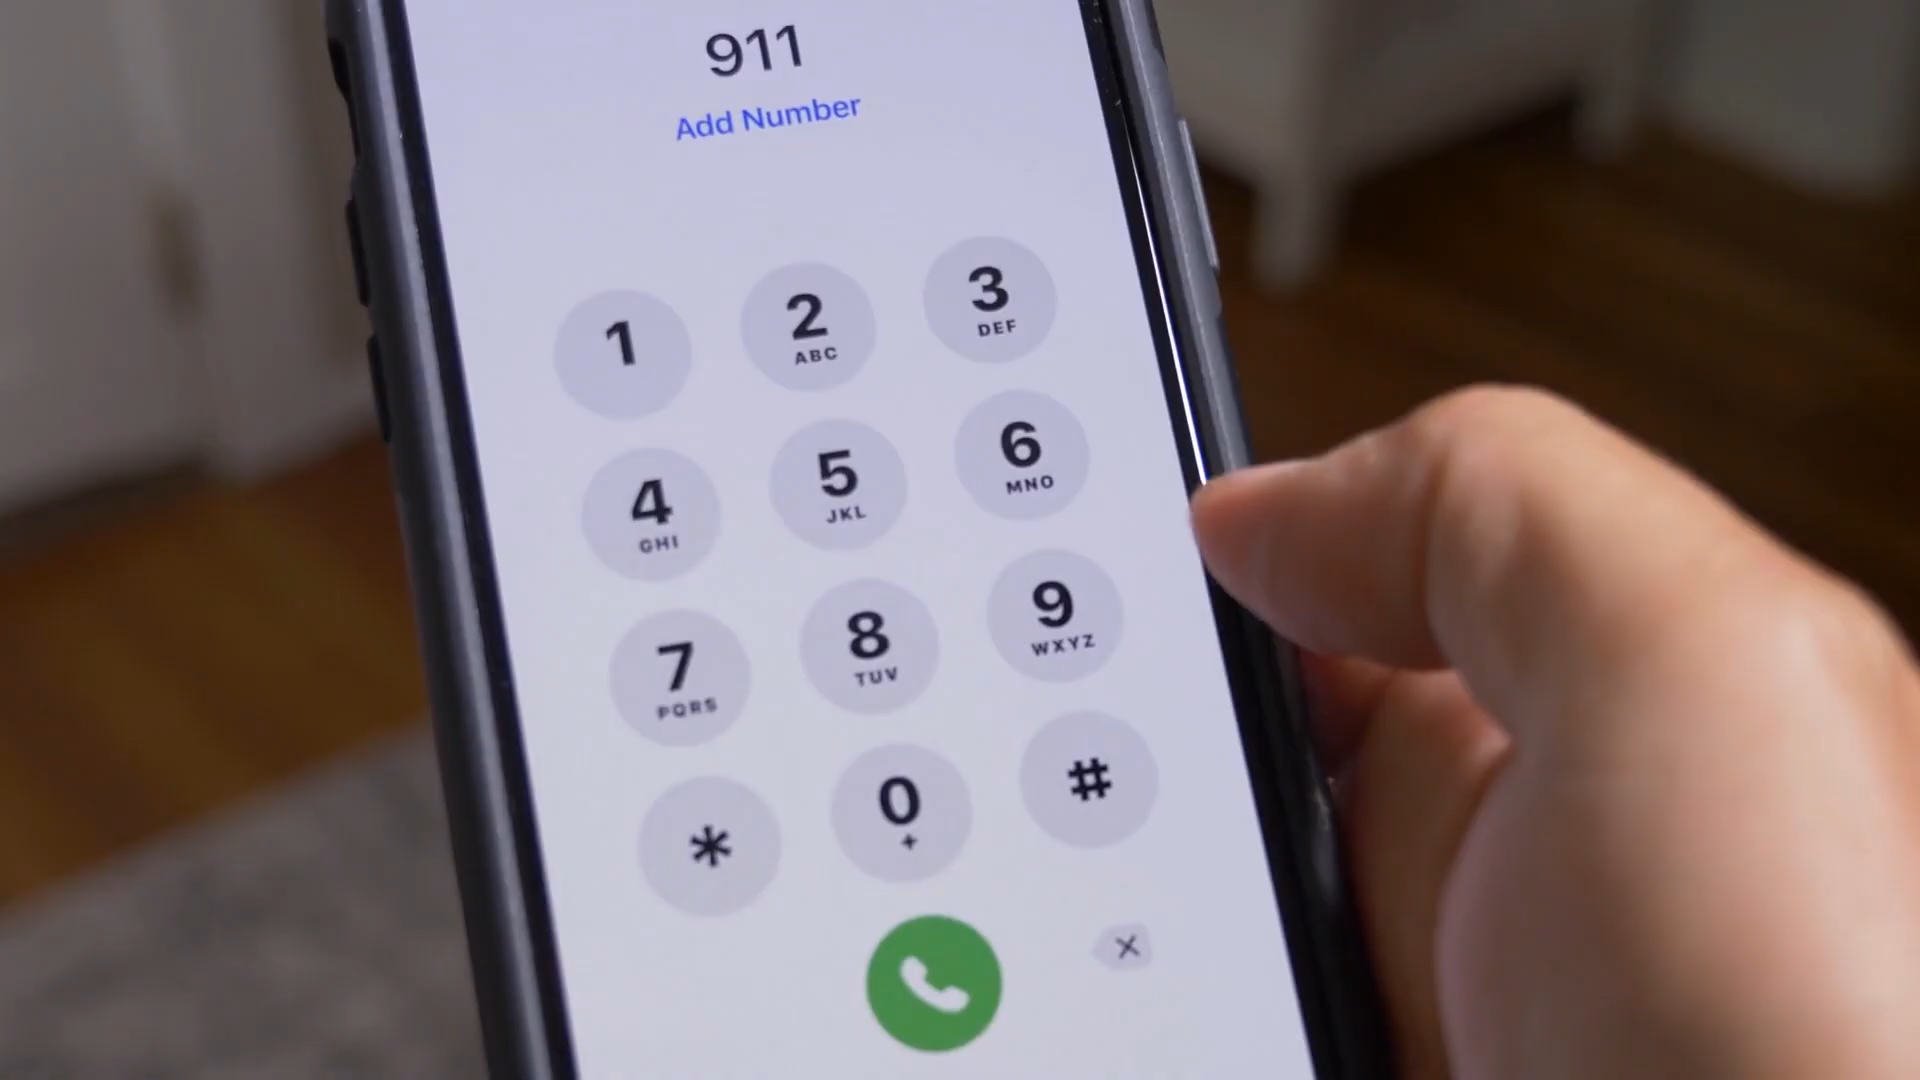 911
Add Number
1 2 3
ABC DEF
4 5 6
GHI JKL MNO
7 8 9
PQRS TUV WXYZ
* 0 #
+